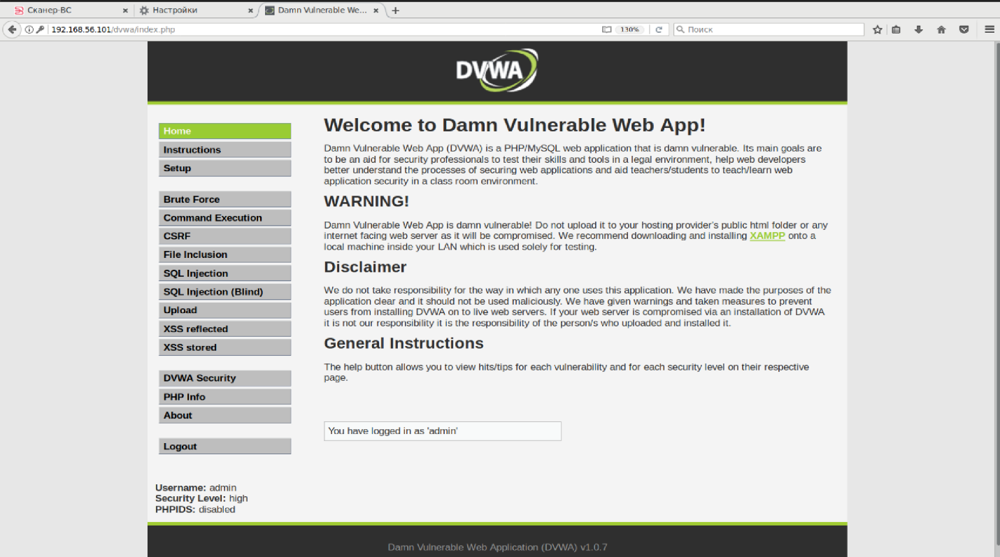 Сканер-ВС
Настройки
Damn Vulnerable We...
192.168.56.101/dvwa/index.php
130%
Поиск
DVWA
Home
Instructions
Setup
Brute Force
Command Execution
CSRF
File Inclusion
SQL Injection
SQL Injection (Blind)
Upload
XSS reflected
XSS stored
DVWA Security
PHP Info
About
Logout
Username: admin
Security Level: high
PHPIDS: disabled
Welcome to Damn Vulnerable Web App!
Damn Vulnerable Web App (DVWA) is a PHP/MySQL web application that is damn vulnerable. Its main goals are
to be an aid for security professionals to test their skills and tools in a legal environment, help web developers
better understand the processes of securing web applications and aid teachers/students to teach/learn web
application security in a class room environment.
WARNING!
Damn Vulnerable Web App is damn vulnerable! Do not upload it to your hosting provider's public html folder or any
internet facing web server as it will be compromised. We recommend downloading and installing XAMPP onto a
local machine inside your LAN which is used solely for testing.
Disclaimer
We do not take responsibility for the way in which any one uses this application. We have made the purposes of the
application clear and it should not be used maliciously. We have given warnings and taken measures to prevent
users from installing DVWA on to live web servers. If your web server is compromised via an installation of DVWA
it is not our responsibility it is the responsibility of the person/s who uploaded and installed it.
General Instructions
The help button allows you to view hits/tips for each vulnerability and for each security level on their respective
page.
You have logged in as 'admin'
Damn Vulnerable Web Application (DVWA) v1.0.7